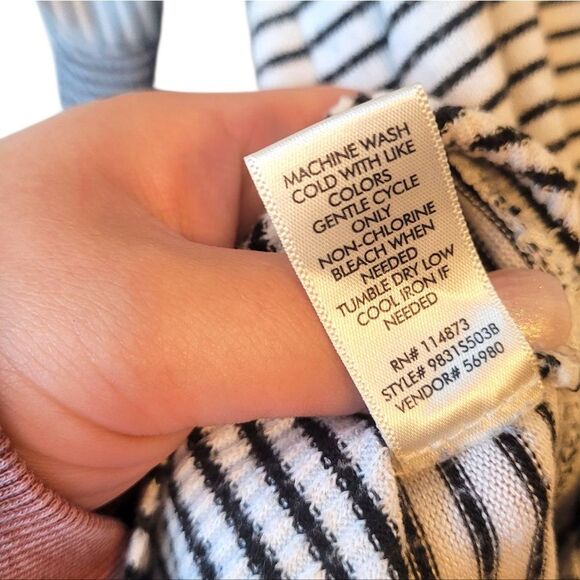 MACHINE WASH
COLD WITH LIKE
COLORS
GENTLE CYCLE
ONLY
NON-CHLORINE
BLEACH WHEN
NEEDED
TUMBLE DRY LOW
COOL IRON IF
NEEDED
RN# 114873
STYLE# 9831S503B
VENDOR# 56980